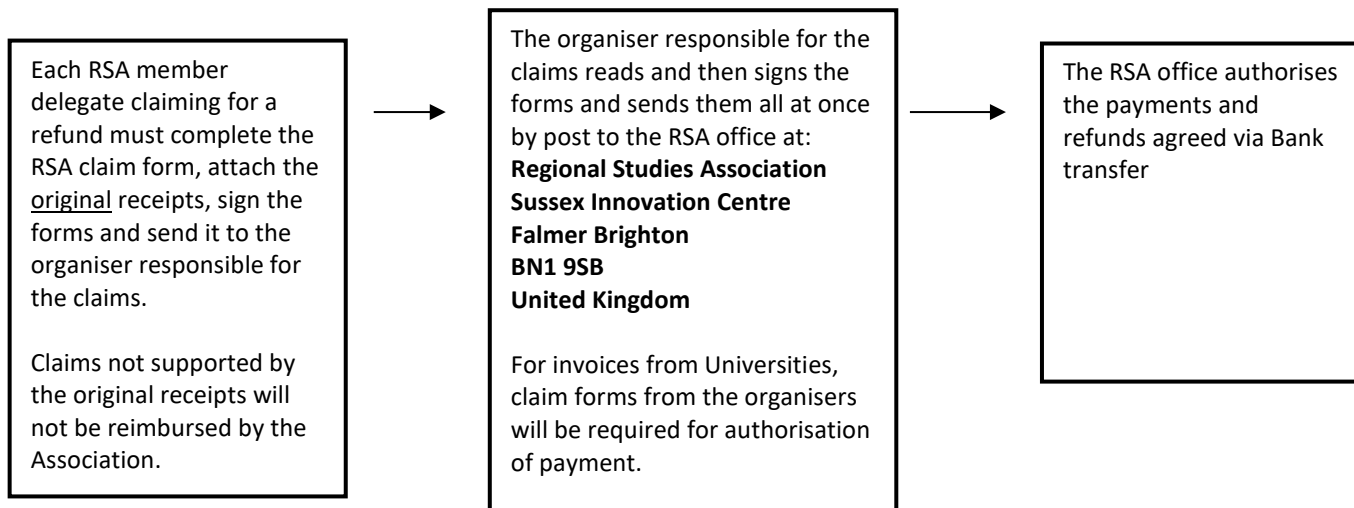 Each RSA member
delegate claiming for a
refund must complete the
RSA claim form, attach the
original receipts, sign the
forms and send it to the
organiser responsible for
the claims.
Claims not supported by
the original receipts will
not be reimbursed by the
Association.
The organiser responsible for the
claims reads and then signs the
forms and sends them all at once
by post to the RSA office at:
Regional Studies Association
Sussex Innovation Centre
Falmer Brighton
BN1 9SB
United Kingdom
For invoices from Universities,
claim forms from the organisers
will be required for authorisation
of payment.
The RSA office authorises
the payments and
refunds agreed via Bank
transfer